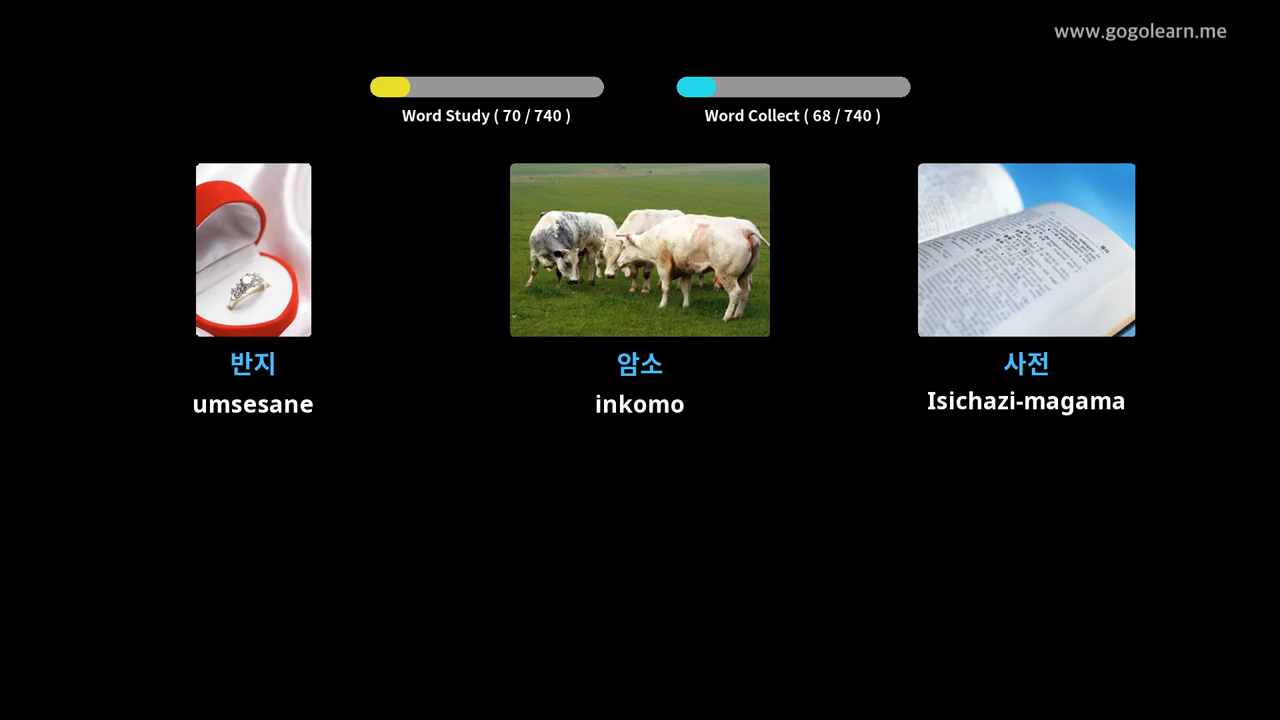 www.gogolearn.me
Word Study ( 70 / 740 )
Word Collect ( 68 / 740 )
반지
암소
사전
umsesane
inkomo
Isichazi-magama